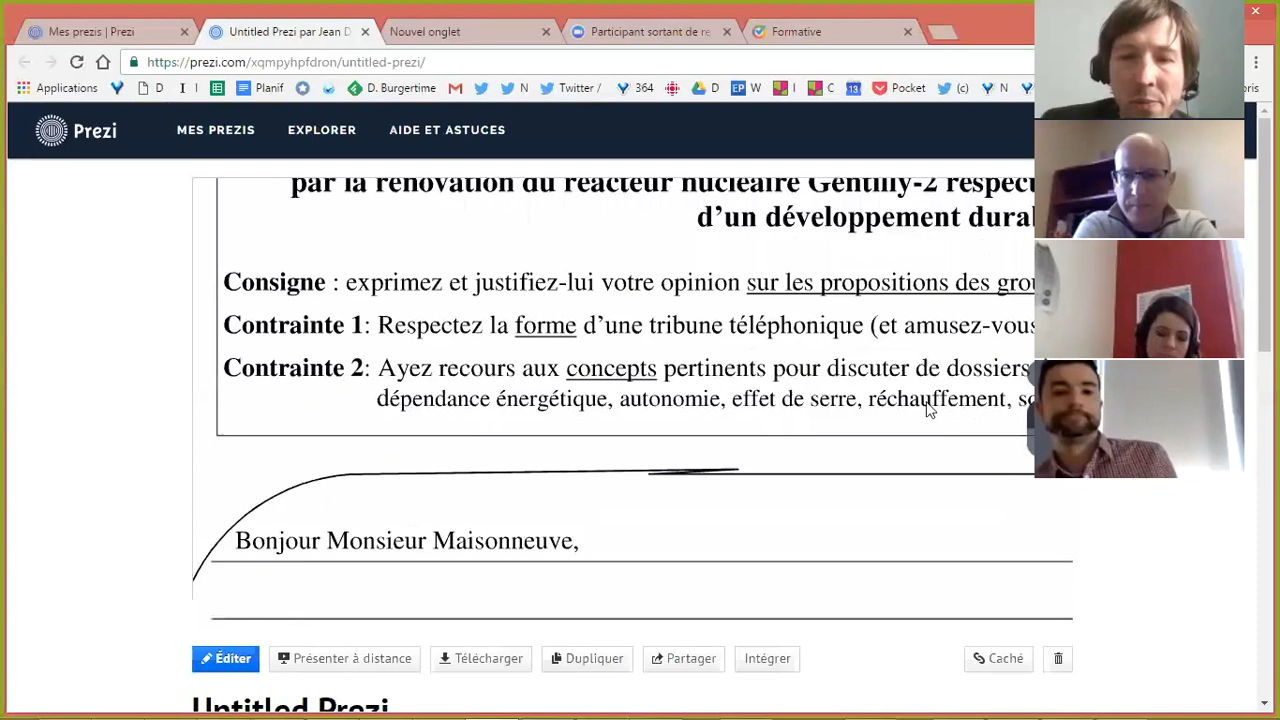 Mes prezis | Prezi
Untitled Prezi par Jean D
Nouvel onglet
Participant sortant de re
Formative
https://prezi.com/xqmpyhpfdron/untitled-prezi/
Applications D I Planif D. Burgertime N Twitter / 364 D W I C 13 Pocket (c) N
Prezi MES PREZIS EXPLORER AIDE ET ASTUCES
par la rénovation du réacteur nucléaire Gentilly-2 respect
d’un développement dura
Consigne : exprimez et justifiez-lui votre opinion sur les propositions des grou
Contrainte 1: Respectez la forme d’une tribune téléphonique (et amusez-vous
Contrainte 2: Ayez recours aux concepts pertinents pour discuter de dossiers
dépendance énergétique, autonomie, effet de serre, réchauffement, so
Bonjour Monsieur Maisonneuve,
Éditer Présenter à distance Télécharger Dupliquer Partager Intégrer Caché
Untitled Prezi